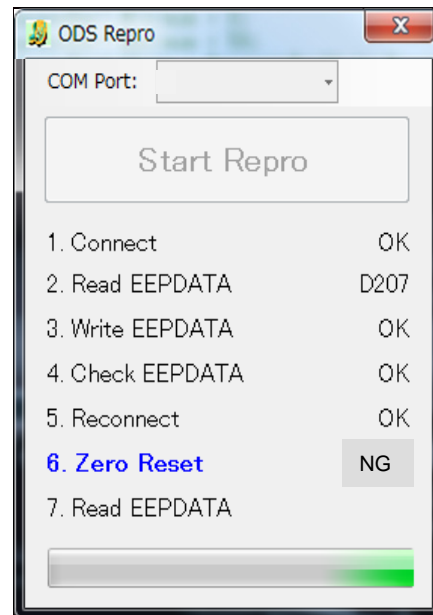 ODS Repro
COM Port:
Start Repro
1. Connect OK
2. Read EEPDATA D207
3. Write EEPDATA OK
4. Check EEPDATA OK
5. Reconnect OK
6. Zero Reset NG
7. Read EEPDATA